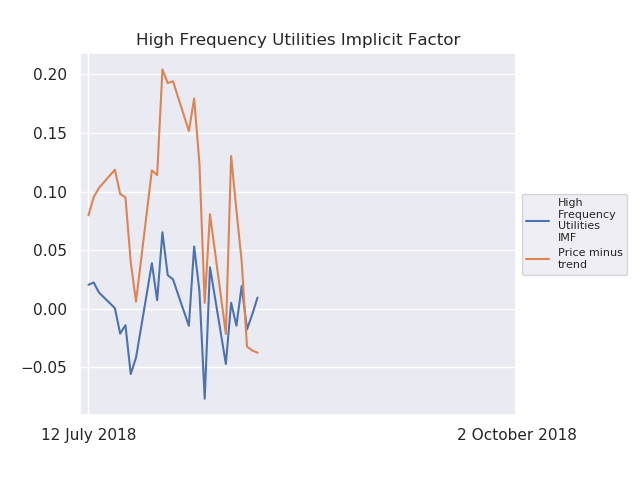 High Frequency Utilities Implicit Factor
0.20
0.15
0.10
0.05
0.00
−0.05
12 July 2018
2 October 2018
High
Frequency
Utilities
IMF
Price minus
trend